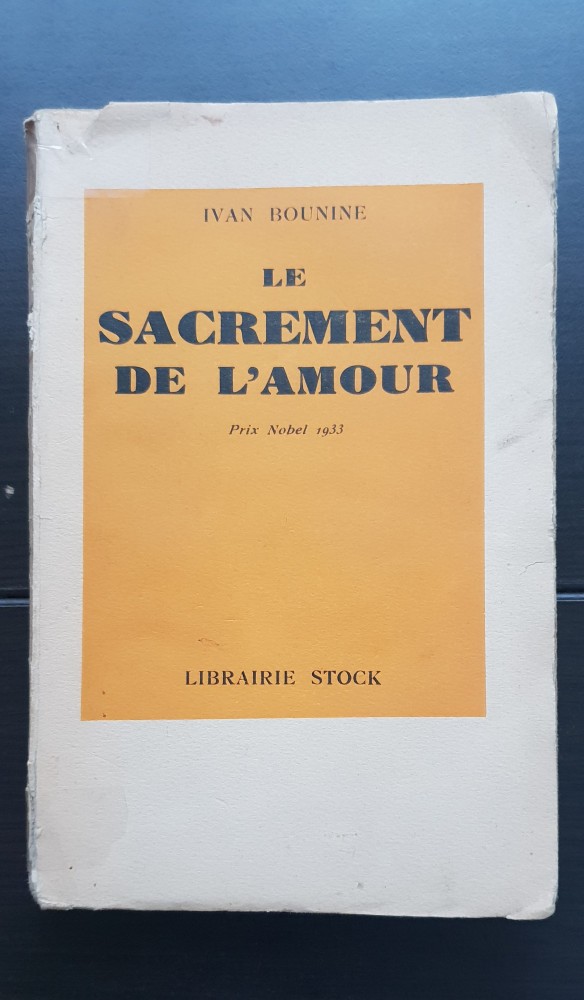 IVAN BOUNINE
LE
SACREMENT
DE L'AMOUR
Prix Nobel 1933
LIBRAIRIE STOCK